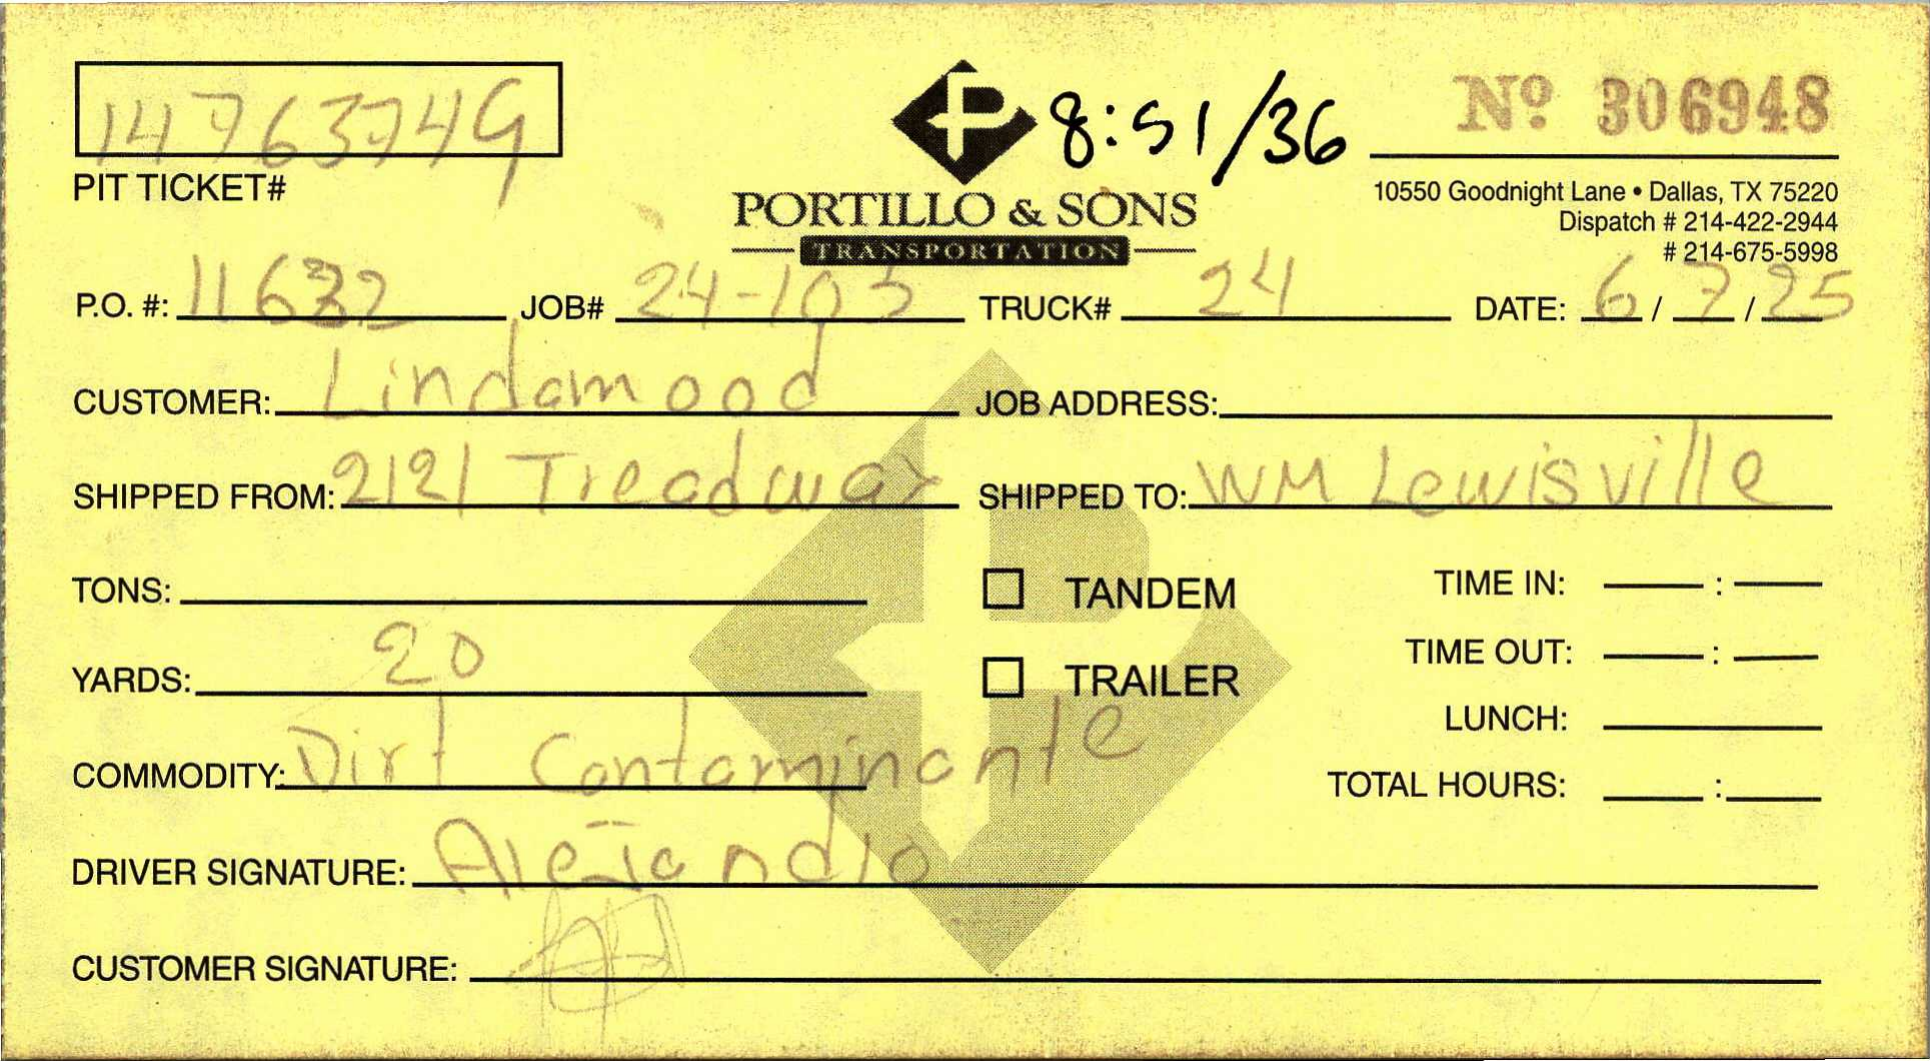 14763749
8:51/36
Nº 306948
PIT TICKET#
PORTILLO & SONS
TRANSPORTATION
10550 Goodnight Lane • Dallas, TX 75220
Dispatch # 214-422-2944
# 214-675-5998
P.O. #: 11632 JOB# 24-105 TRUCK# 24 DATE: 6 / 7 / 25
CUSTOMER: Lindamood JOB ADDRESS:
SHIPPED FROM: 2121 Treadway SHIPPED TO: WM Lewisville
TONS: TANDEM TIME IN: :
YARDS: 20 TRAILER TIME OUT: :
LUNCH:
COMMODITY: Dirt Contaminante TOTAL HOURS: :
DRIVER SIGNATURE: Alejandro
CUSTOMER SIGNATURE: